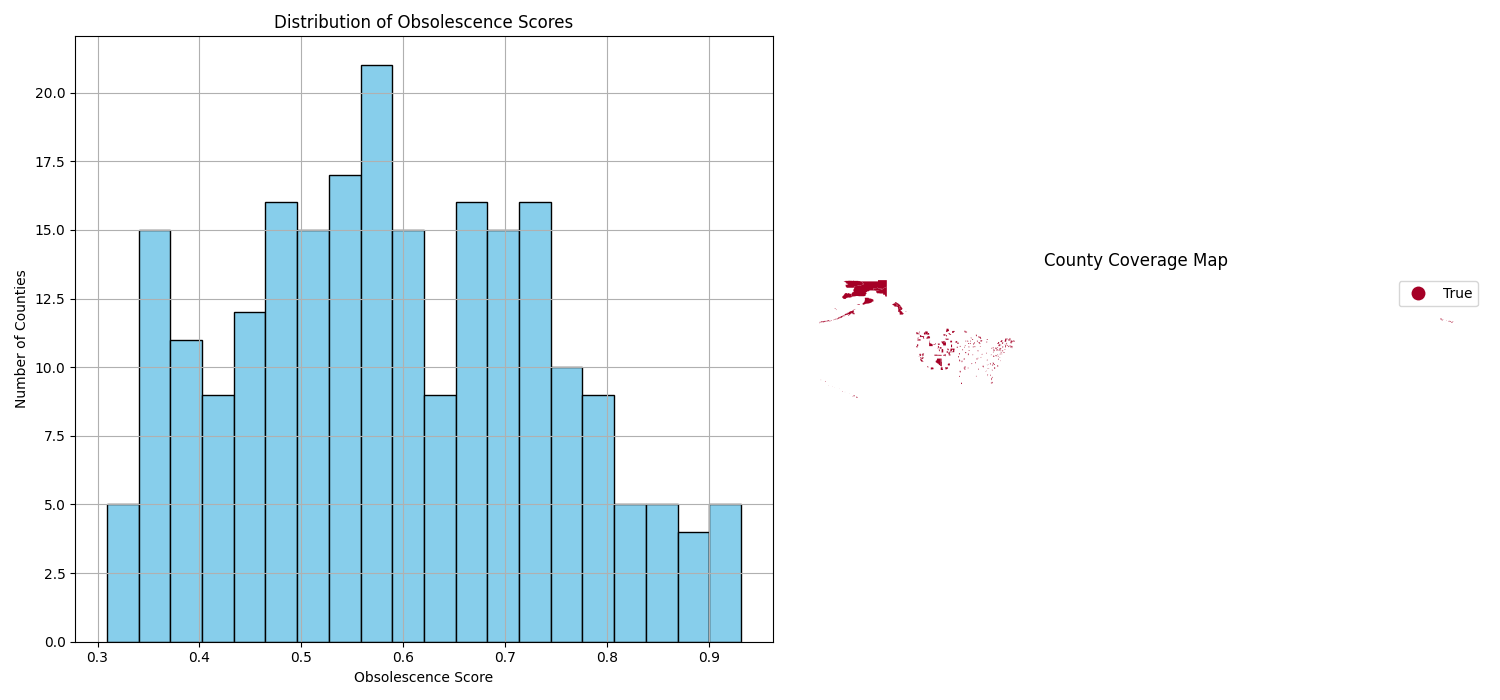 Distribution of Obsolescence Scores
20.0
17.5
15.0
12.5
10.0
7.5
5.0
2.5
0.0
Number of Counties
0.3 0.4 0.5 0.6 0.7 0.8 0.9
Obsolescence Score
County Coverage Map
True